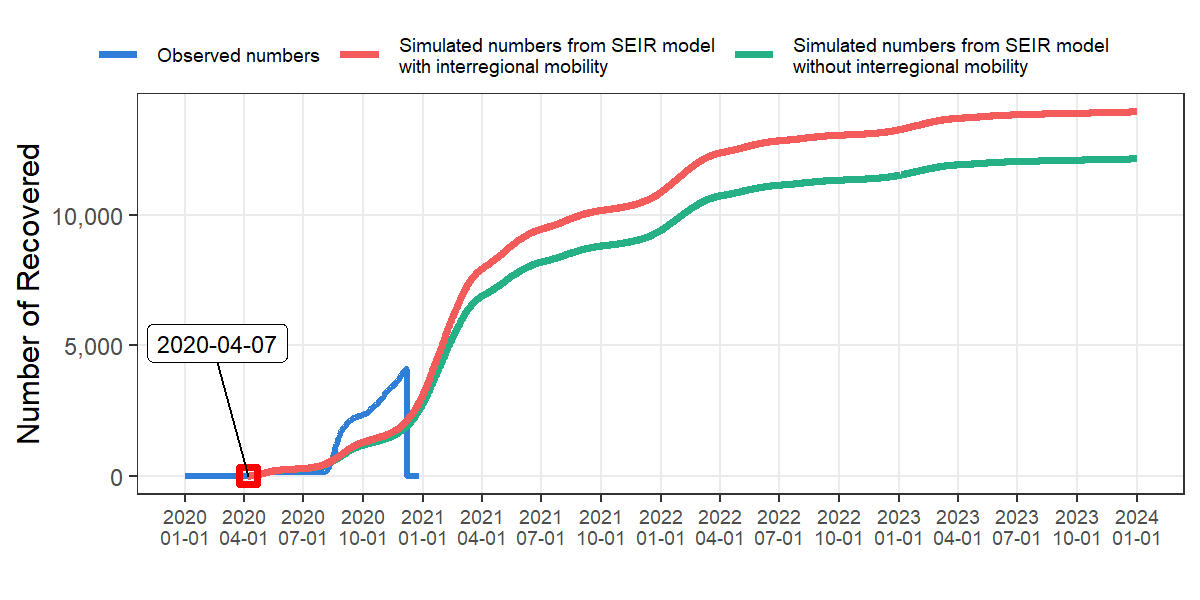 Observed numbers
Simulated numbers from SEIR model
with interregional mobility
Simulated numbers from SEIR model
without interregional mobility
Number of Recovered
10,000
5,000
0
2020-04-07
2020 2020 2020 2020 2021 2021 2021 2021 2022 2022 2022 2022 2023 2023 2023 2023 2024
01-01 04-01 07-01 10-01 01-01 04-01 07-01 10-01 01-01 04-01 07-01 10-01 01-01 04-01 07-01 10-01 01-01